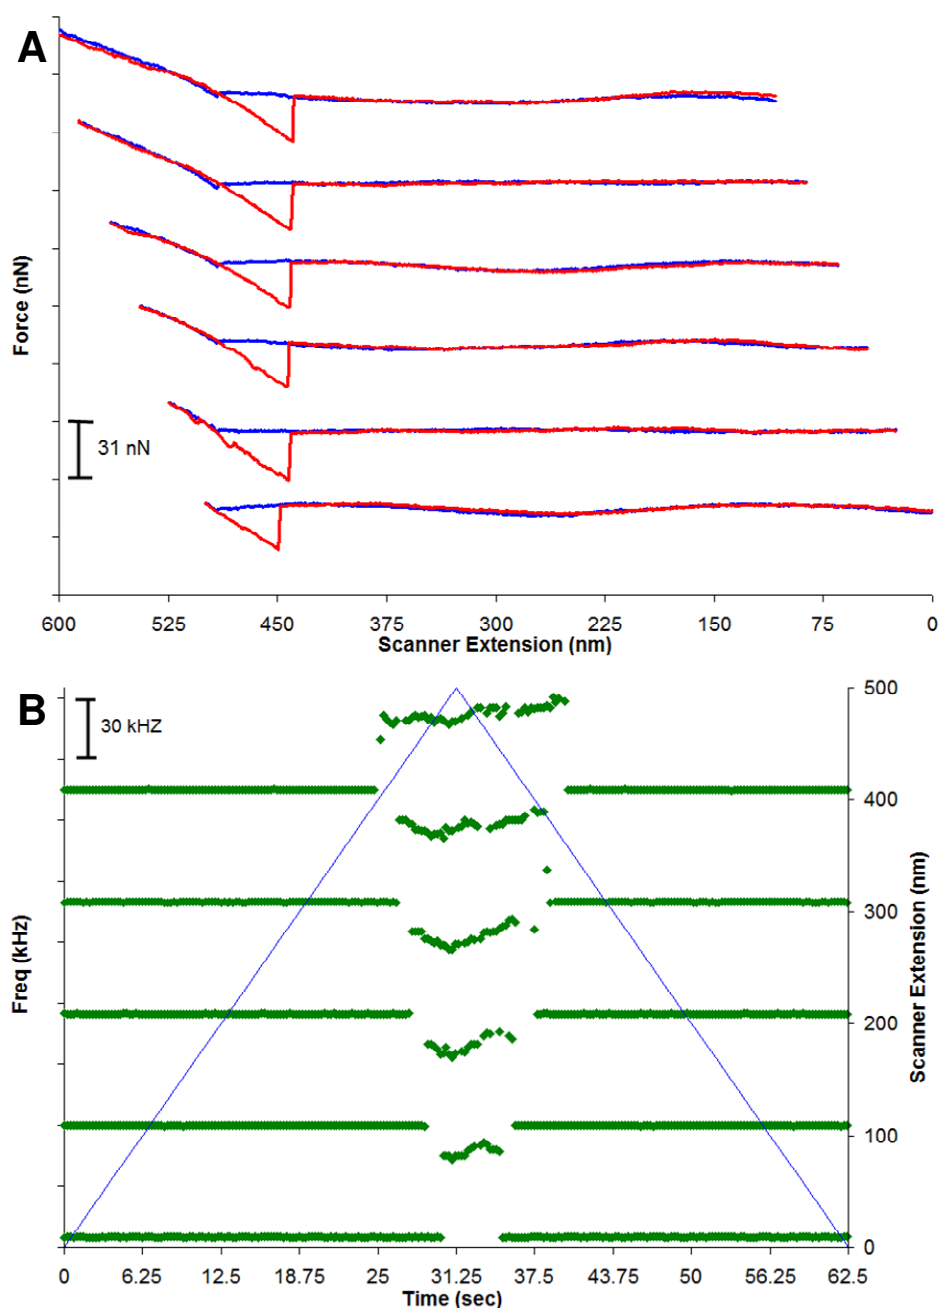 A
Force (nN)
31 nN
600 525 450 375 300 225 150 75 0
Scanner Extension (nm)
B
30 kHZ
Freq (kHz)
500
400
300
200
100
0
Scanner Extension (nm)
0 6.25 12.5 18.75 25 31.25 37.5 43.75 50 56.25 62.5
Time (sec)